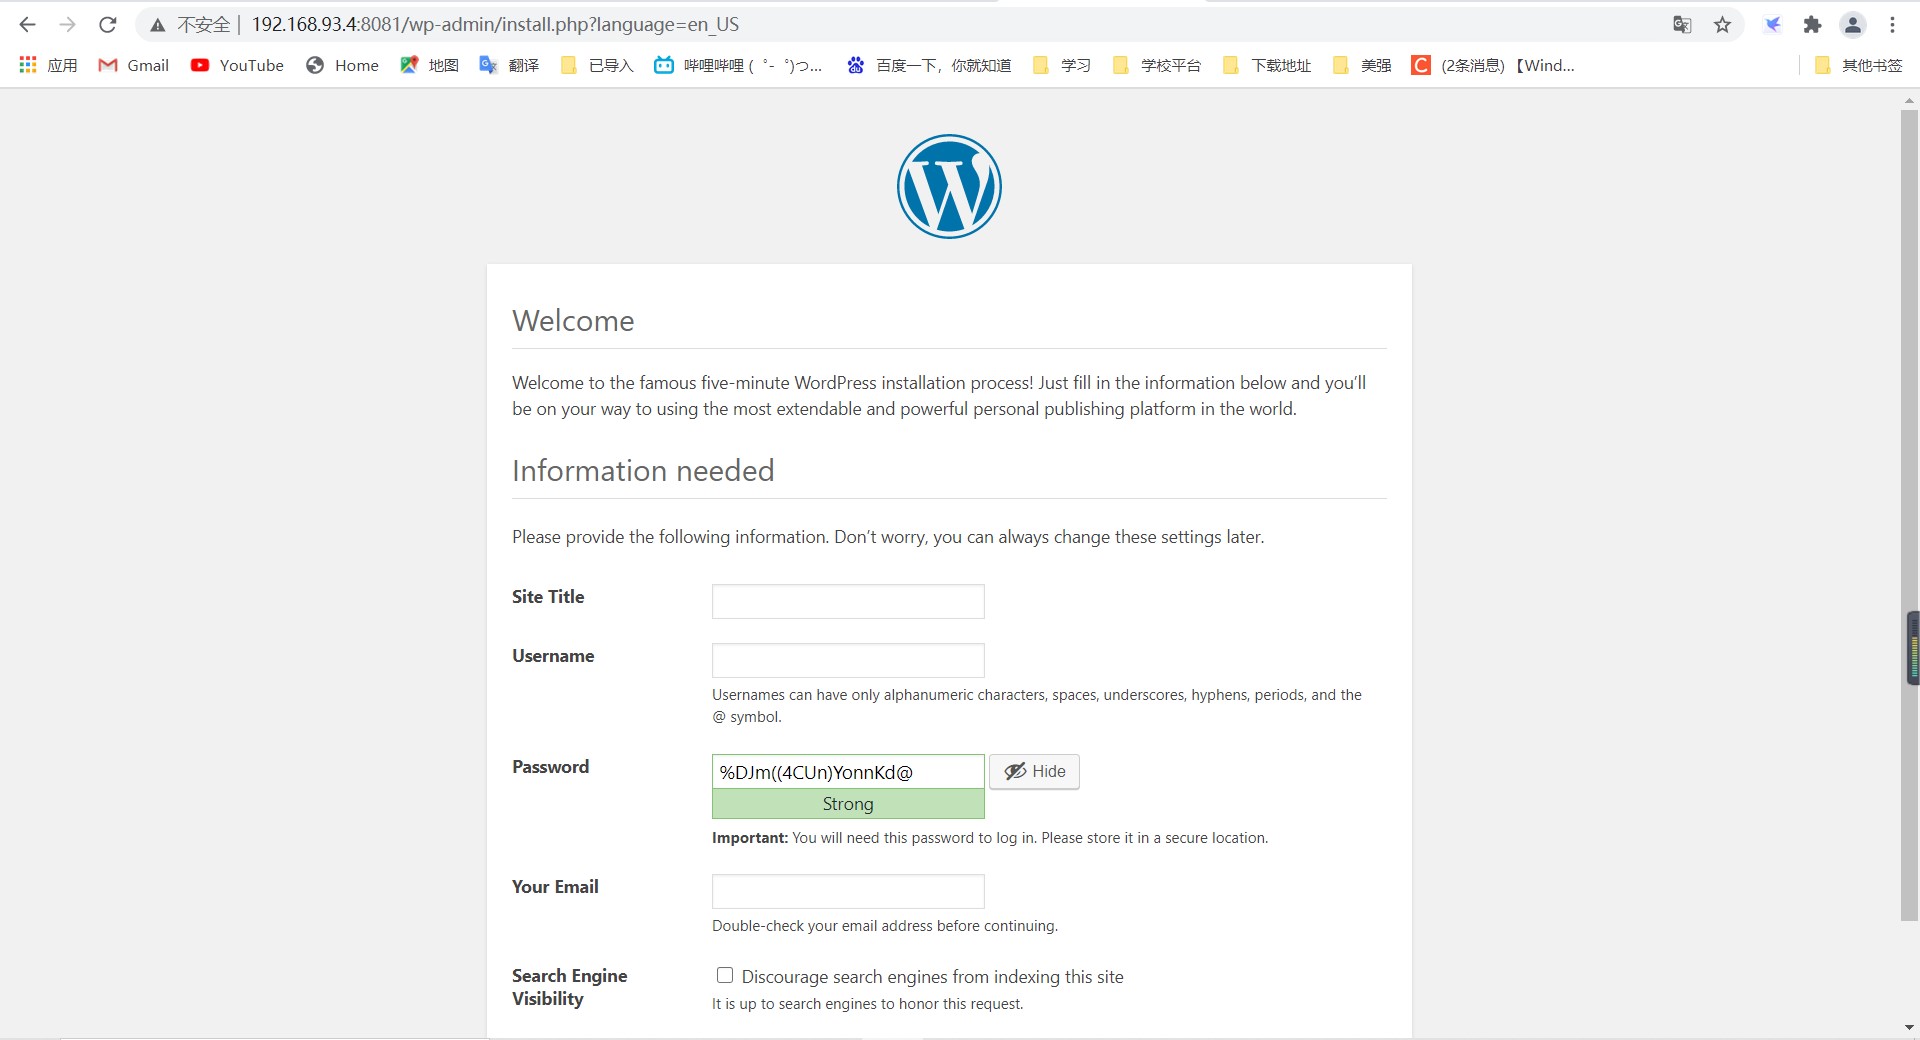 不安全 | 192.168.93.4:8081/wp-admin/install.php?language=en_US
应用 Gmail YouTube Home 地图 翻译 已导入 哔哩哔哩 ( ゜- ゜)つ... 百度一下，你就知道 学习 学校平台 下载地址 美强 C (2条消息) 【Wind... 其他书签
W
Welcome
Welcome to the famous five-minute WordPress installation process! Just fill in the information below and you’ll
be on your way to using the most extendable and powerful personal publishing platform in the world.
Information needed
Please provide the following information. Don’t worry, you can always change these settings later.
Site Title
Username
Usernames can have only alphanumeric characters, spaces, underscores, hyphens, periods, and the
@ symbol.
Password %DJm((4CUn)YonnKd@ Hide
Strong
Important: You will need this password to log in. Please store it in a secure location.
Your Email
Double-check your email address before continuing.
Search Engine
Visibility
Discourage search engines from indexing this site
It is up to search engines to honor this request.